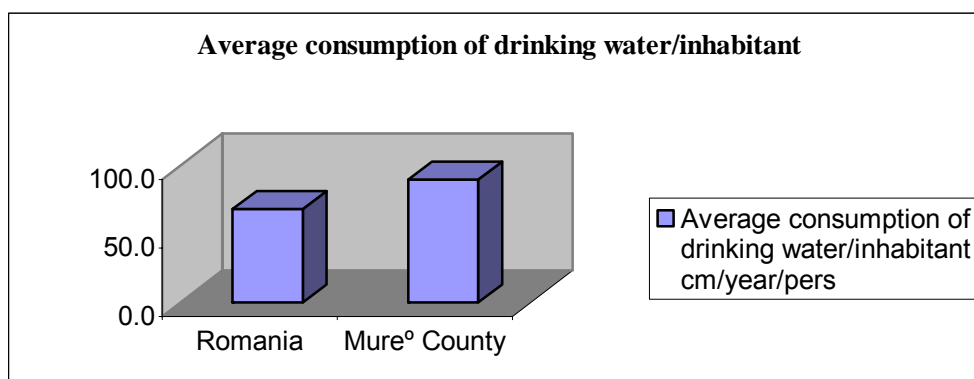 Average consumption of drinking water/inhabitant
100.0
50.0
0.0
Romania
Mureº County
Average consumption of
drinking water/inhabitant
cm/year/pers